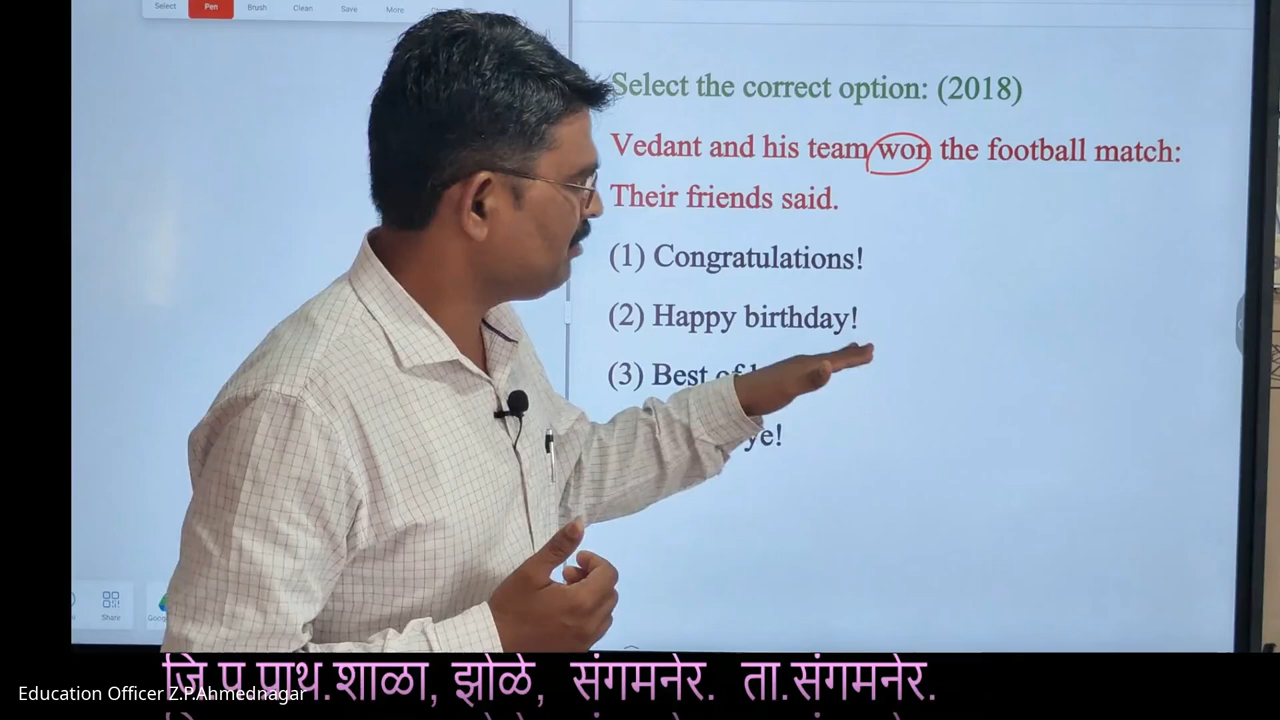 Select Pen Brush Clean Save More
Select the correct option: (2018)
Vedant and his team won the football match:
Their friends said.
(1) Congratulations!
(2) Happy birthday!
(3) Best of
ye!
Share
जि.प.प्राथ.शाळा, झोळे, संगमनेर. ता.संगमनेर.
Education Officer Z.P.Ahmednagar